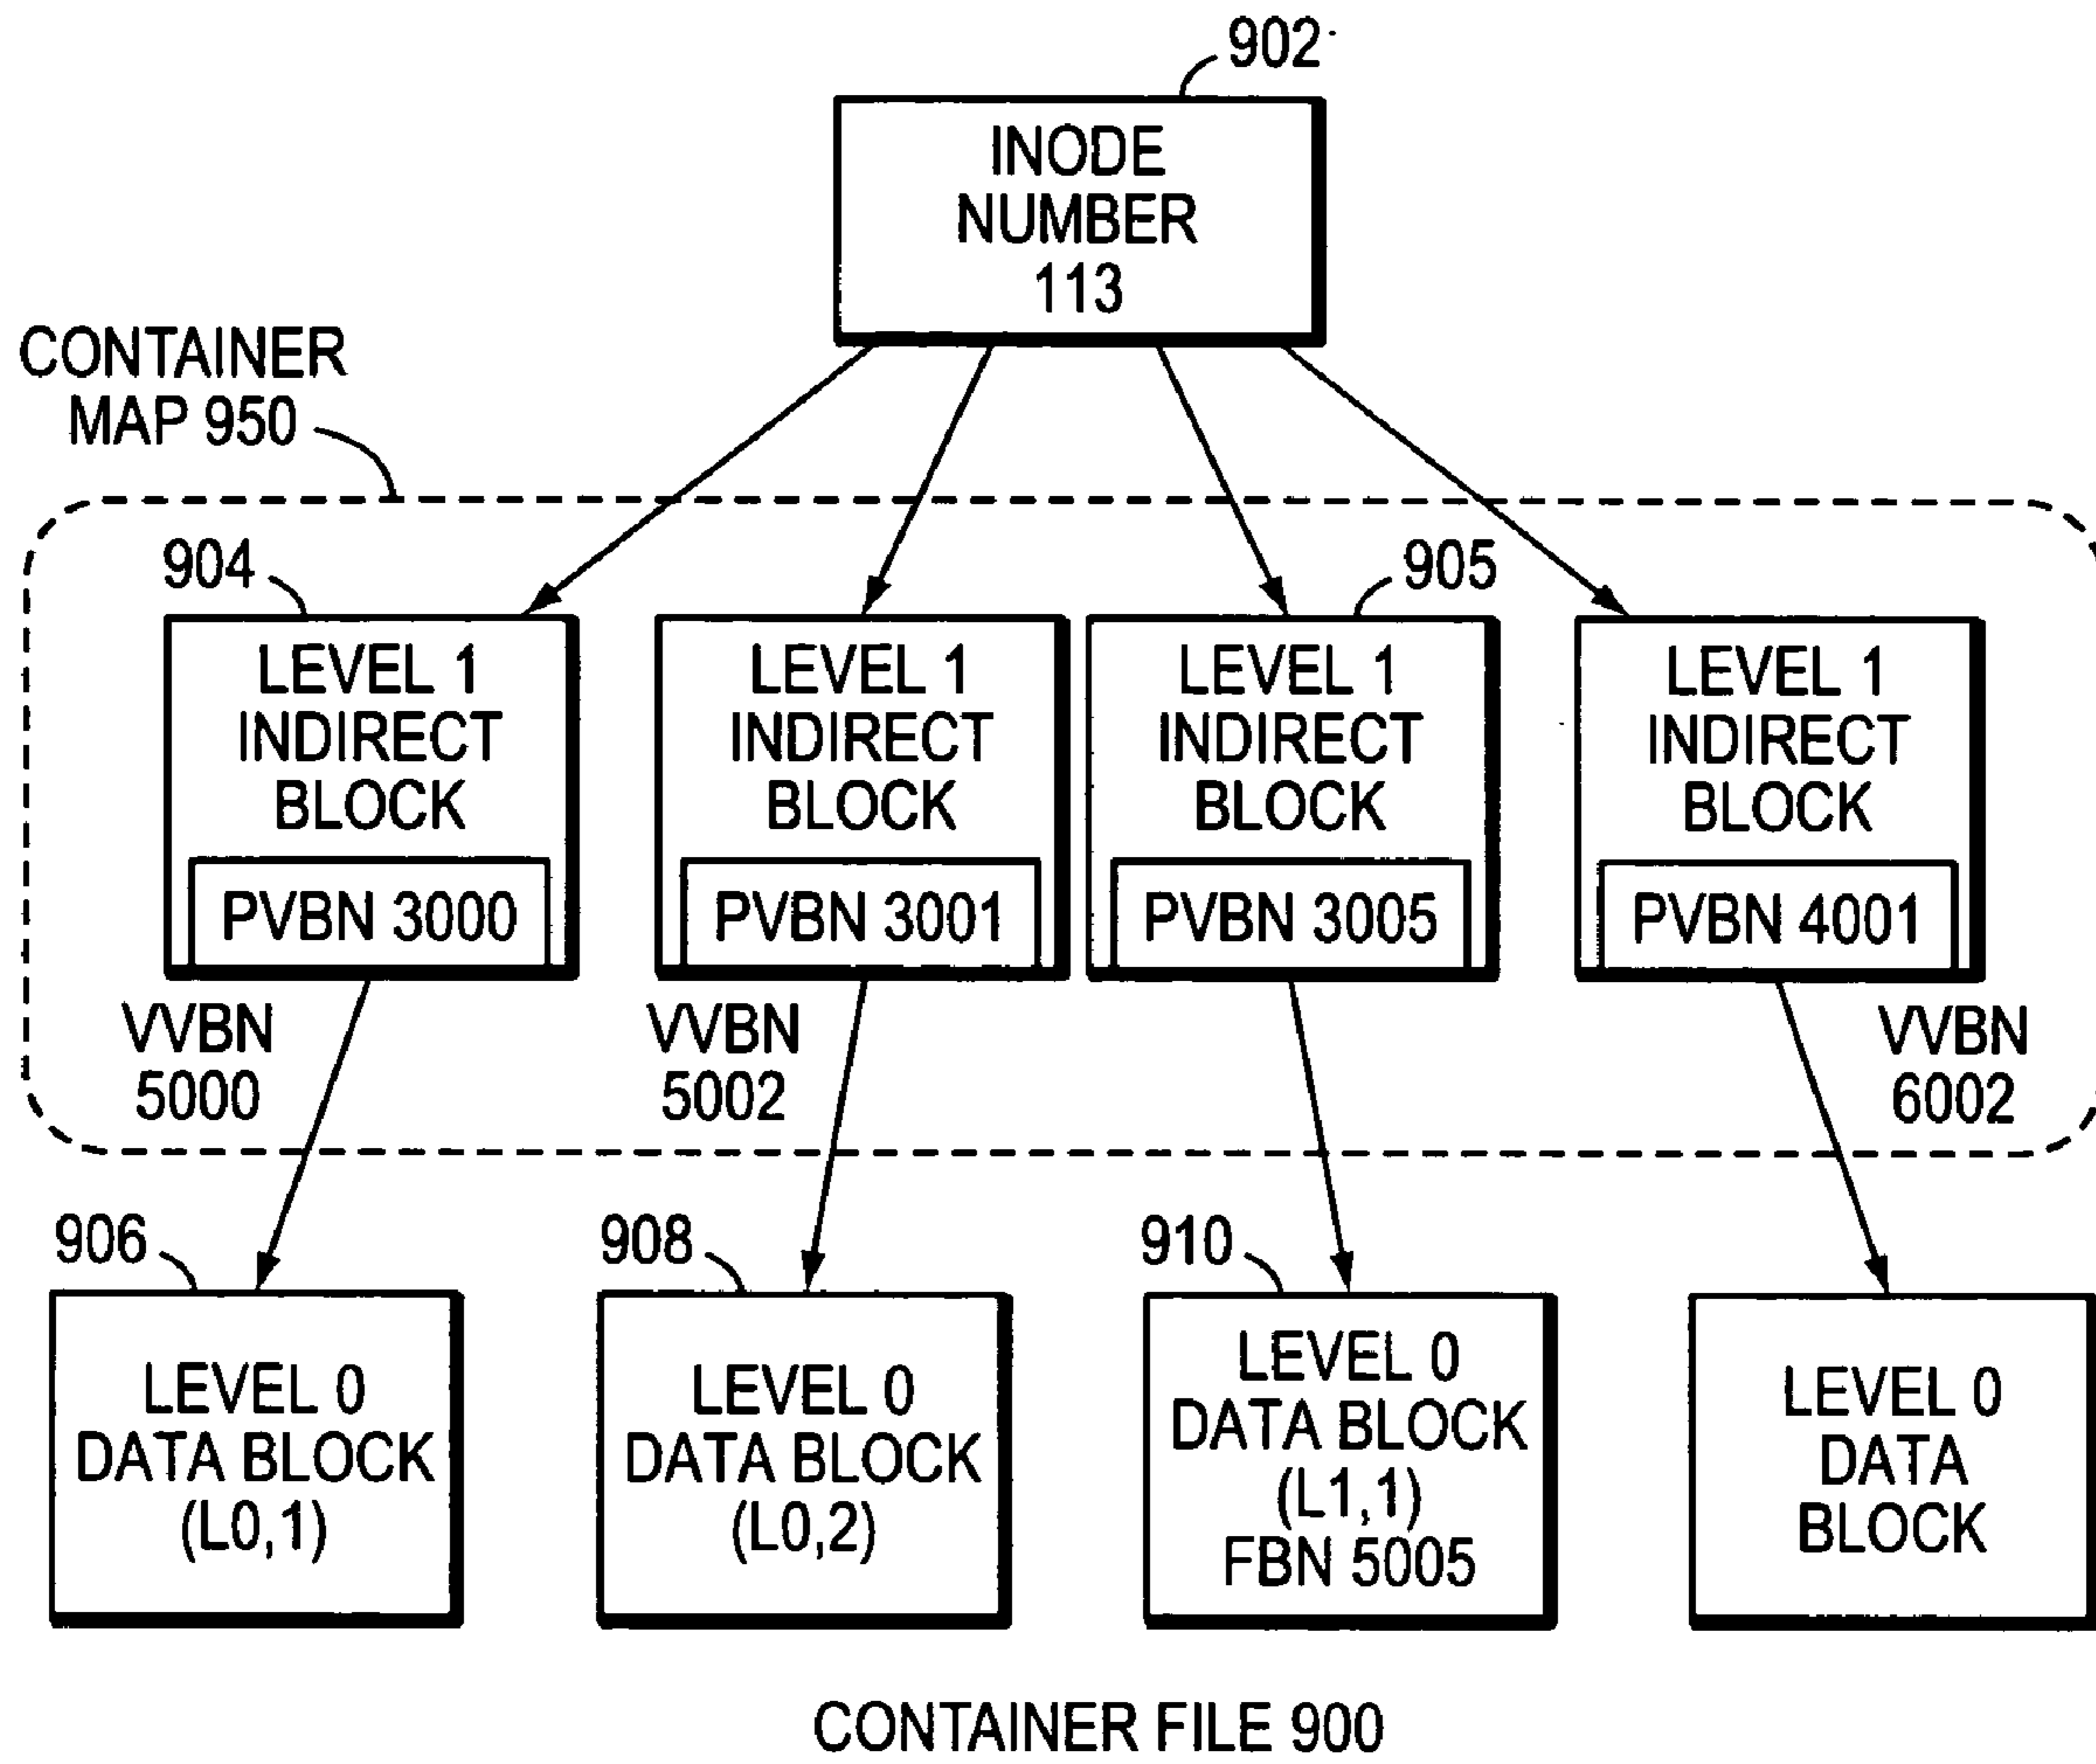 902
INODE
NUMBER
113
CONTAINER
MAP 950
904
905
LEVEL 1
INDIRECT
BLOCK
PVBN 3000
LEVEL 1
INDIRECT
BLOCK
PVBN 3001
LEVEL 1
INDIRECT
BLOCK
PVBN 3005
LEVEL 1
INDIRECT
BLOCK
PVBN 4001
VVBN
5000
VVBN
5002
VVBN
6002
906
908
910
LEVEL 0
DATA BLOCK
(L0,1)
LEVEL 0
DATA BLOCK
(L0,2)
LEVEL 0
DATA BLOCK
(L1,1)
FBN 5005
LEVEL 0
DATA
BLOCK
CONTAINER FILE 900